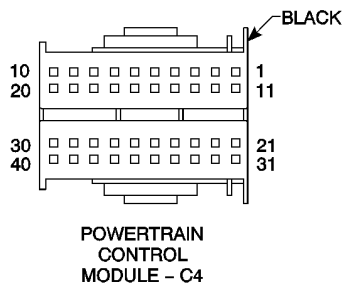 BLACK
10 1
20 11
30 21
40 31
POWERTRAIN
CONTROL
MODULE – C4